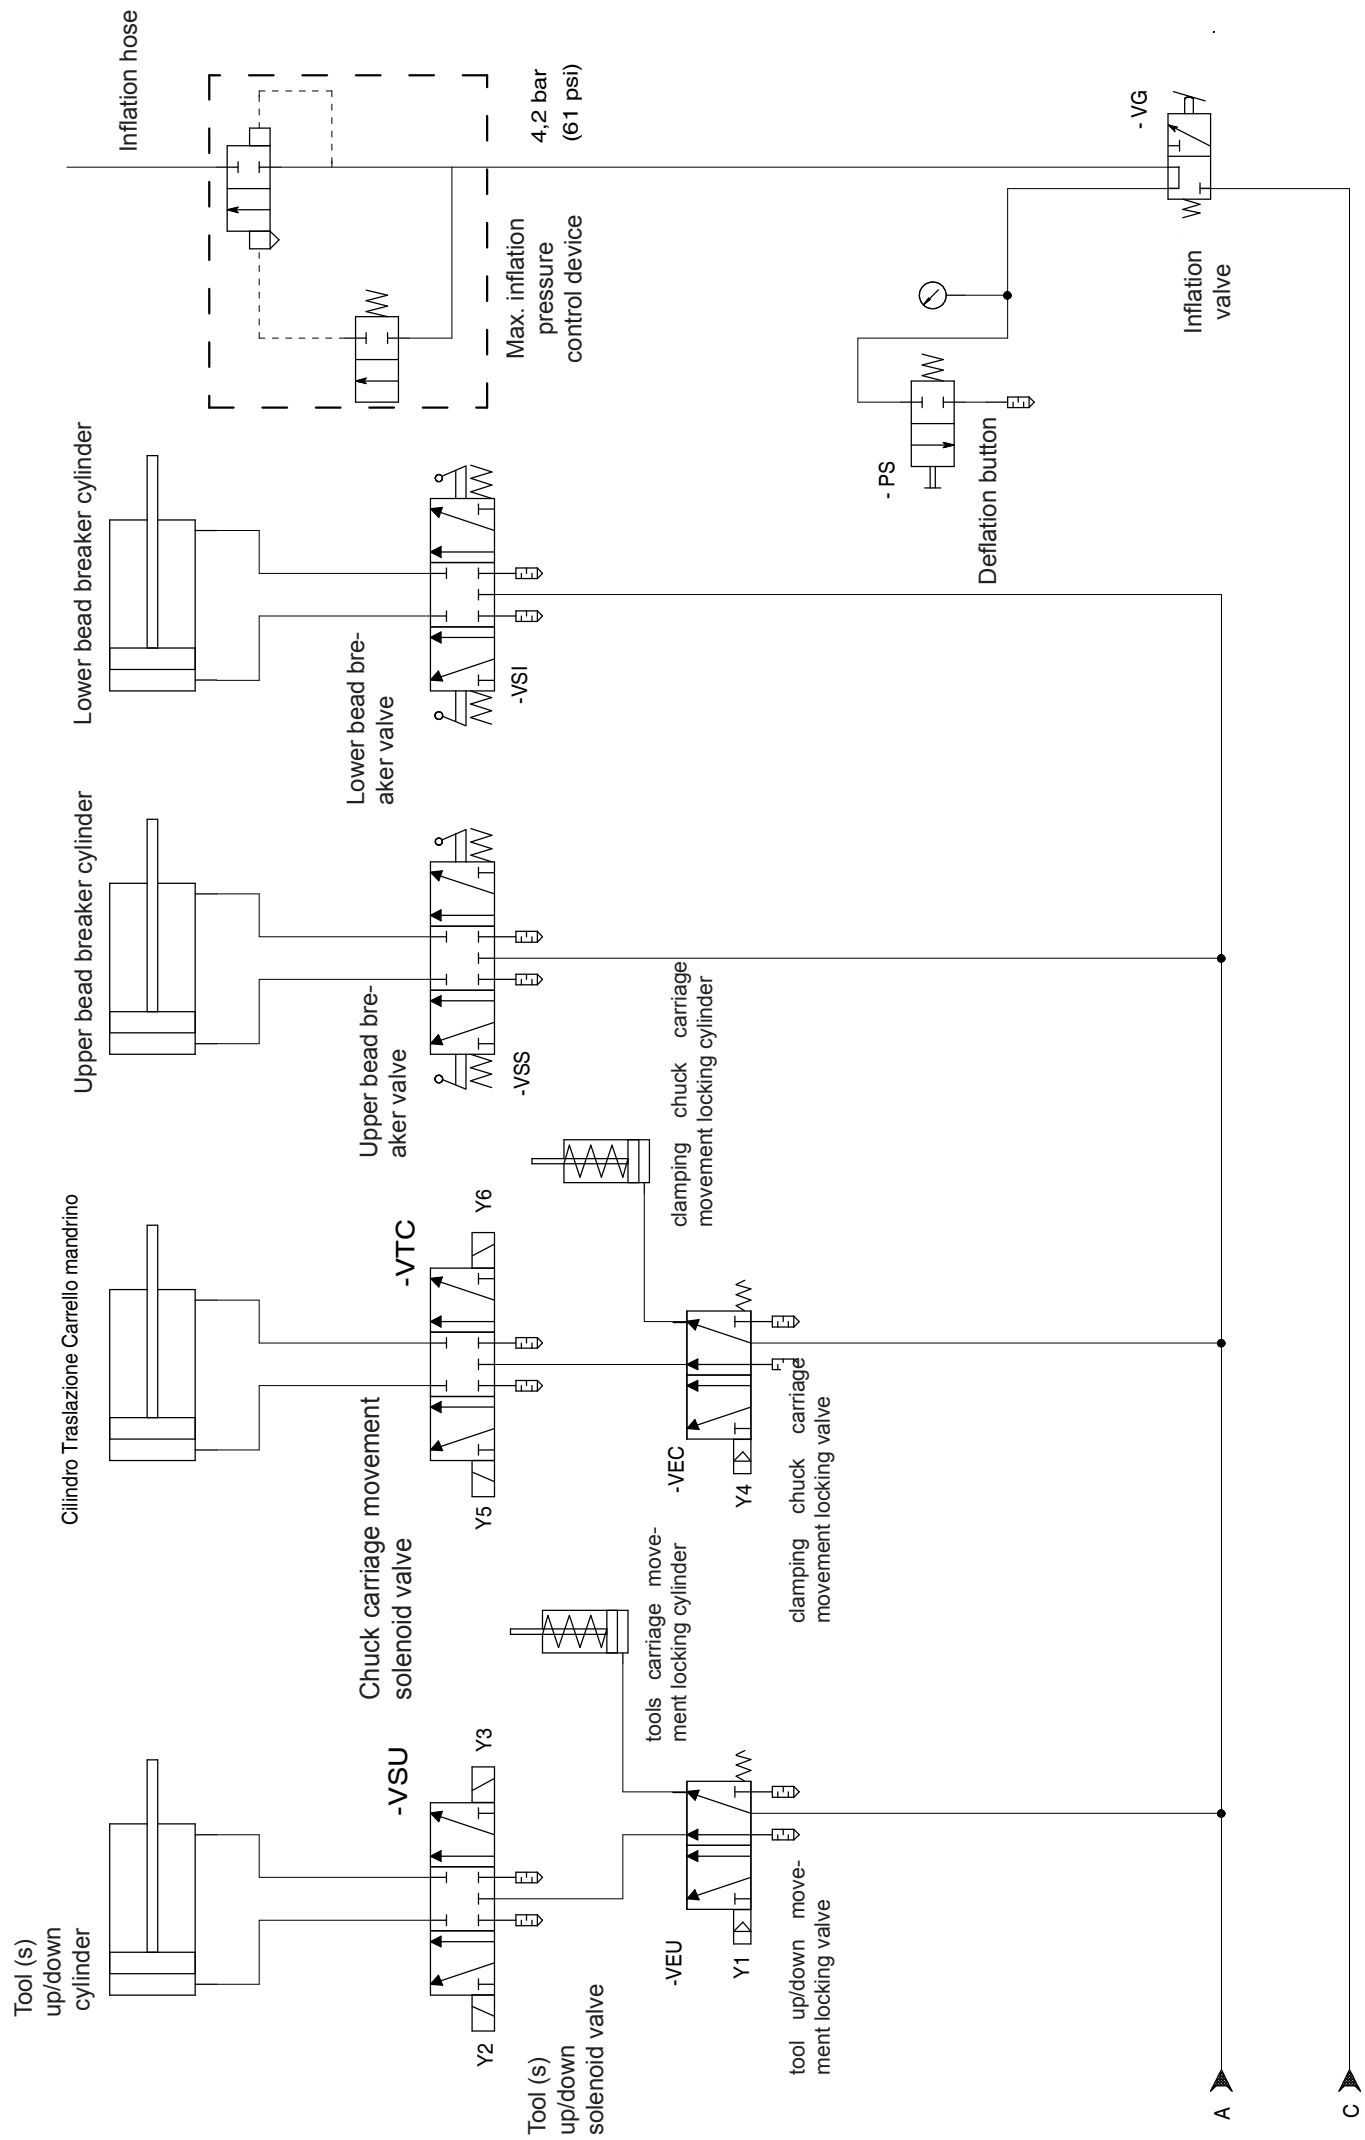 Tool (s)
up/down
cylinder
Cilindro Traslazione Carrello mandrino
Upper bead breaker cylinder
Lower bead breaker cylinder
Inflation hose
4,2 bar
(61 psi)
Max. inflation
pressure
control device
-VSU
Y2
Y3
Tool (s)
up/down
solenoid valve
Chuck carriage movement
solenoid valve
-VTC
Y5
Y6
Upper bead bre-
aker valve
-VSS
Lower bead bre-
aker valve
-VSI
tools carriage move-
ment locking cylinder
clamping chuck carriage
movement locking cylinder
-VEU
Y1
tool up/down move-
ment locking valve
-VEC
Y4
clamping chuck carriage
movement locking valve
- PS
Deflation button
- VG
Inflation
valve
A
C